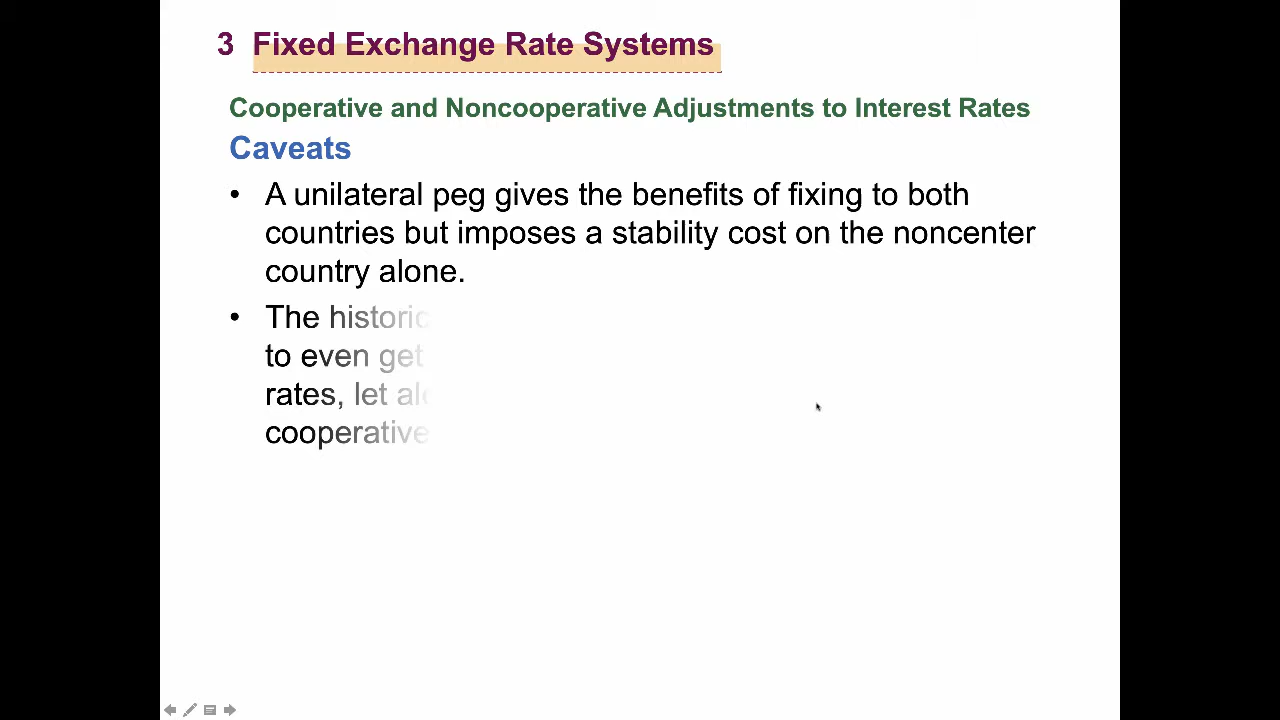 3 Fixed Exchange Rate Systems
Cooperative and Noncooperative Adjustments to Interest Rates
Caveats
• A unilateral peg gives the benefits of fixing to both
countries but imposes a stability cost on the noncenter
country alone.
• The
to even get
rates, let
cooperative